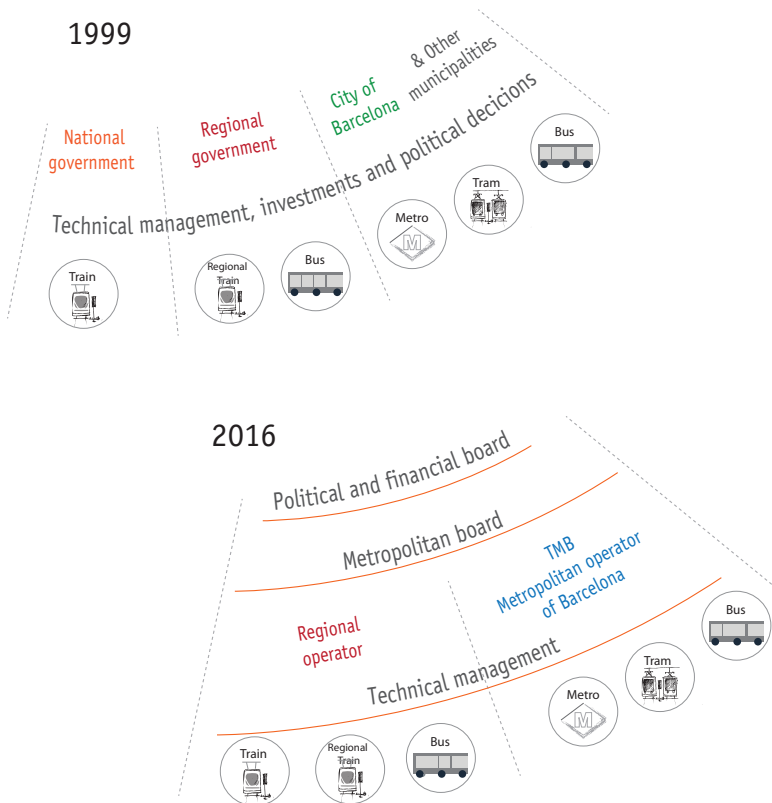 1999
National
government
Regional
government
City of
Barcelona
& Other
municipalities
Technical management, investments and political decicions
Train
Regional
Train
Bus
Metro
M
Tram
Bus
2016
Political and financial board
Metropolitan board
Regional
operator
TMB
Metropolitan operator
of Barcelona
Technical management
Train
Regional
Train
Bus
Metro
M
Tram
Bus